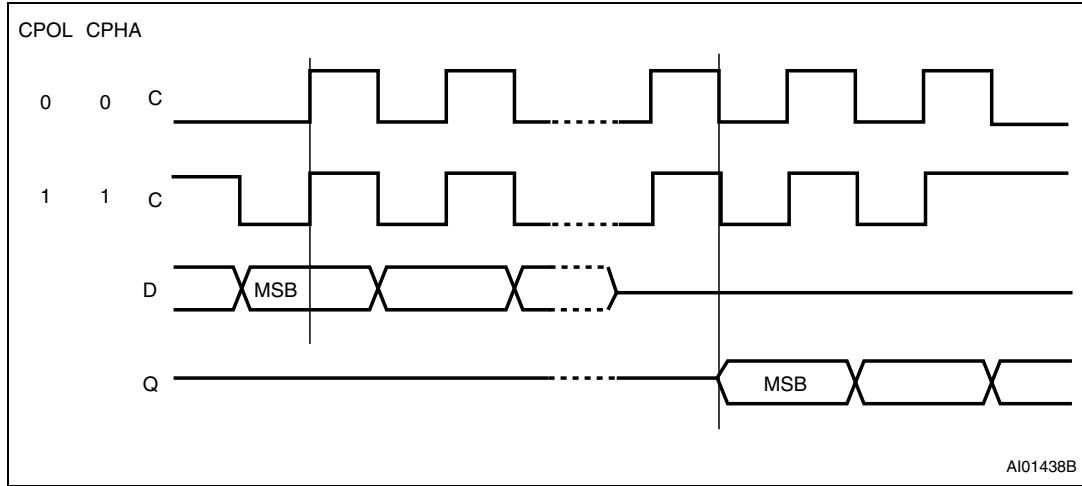 CPOL CPHA
0 0 C
1 1 C
D MSB
Q MSB
AI01438B